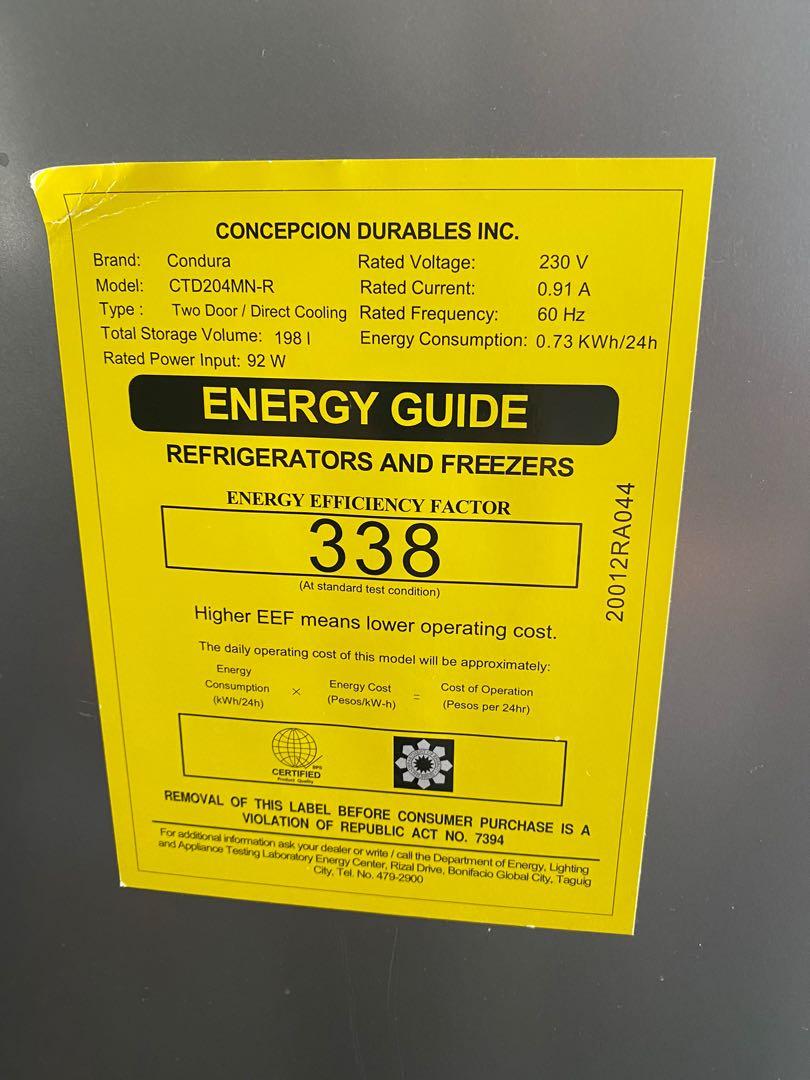 CONCEPCION DURABLES INC.
Brand: Condura
Rated Voltage: 230 V
Model: CTD204MN-R
Rated Current: 0.91 A
Type : Two Door / Direct Cooling
Rated Frequency: 60 Hz
Total Storage Volume: 198 l
Energy Consumption: 0.73 KWh/24h
Rated Power Input: 92 W
ENERGY GUIDE
REFRIGERATORS AND FREEZERS
ENERGY EFFICIENCY FACTOR
338
(At standard test condition)
20012RA044
Higher EEF means lower operating cost.
The daily operating cost of this model will be approximately:
Energy
Consumption
(kWh/24h)
×
Energy Cost
(Pesos/kW-h)
=
Cost of Operation
(Pesos per 24hr)
BPS
CERTIFIED
Product Quality
REMOVAL OF THIS LABEL BEFORE CONSUMER PURCHASE IS A
VIOLATION OF REPUBLIC ACT NO. 7394
For additional information ask your dealer or write / call the Department of Energy, Lighting
and Appliance Testing Laboratory Energy Center, Rizal Drive, Bonifacio Global City, Taguig
City, Tel. No. 479-2900